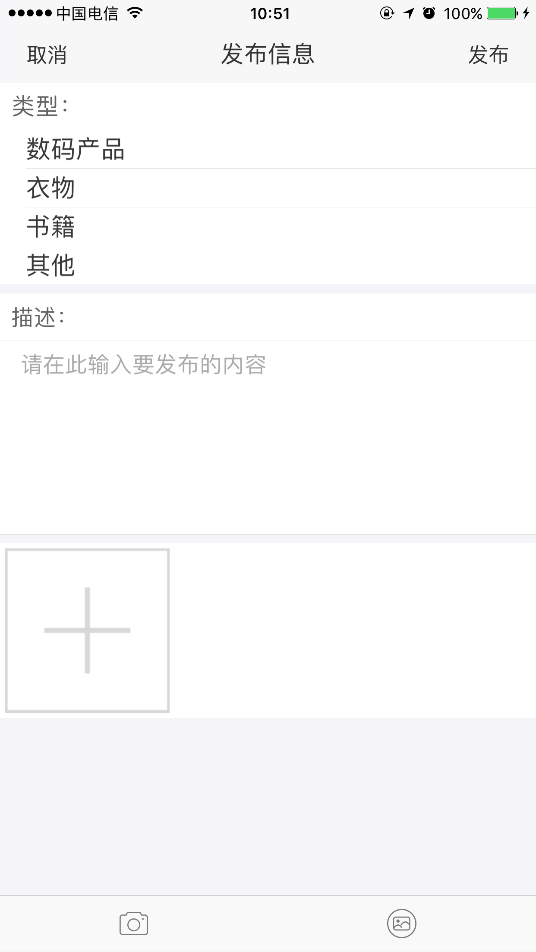 中国电信 10:51 100%
取消 发布信息 发布
类型：
数码产品
衣物
书籍
其他
描述：
请在此输入要发布的内容